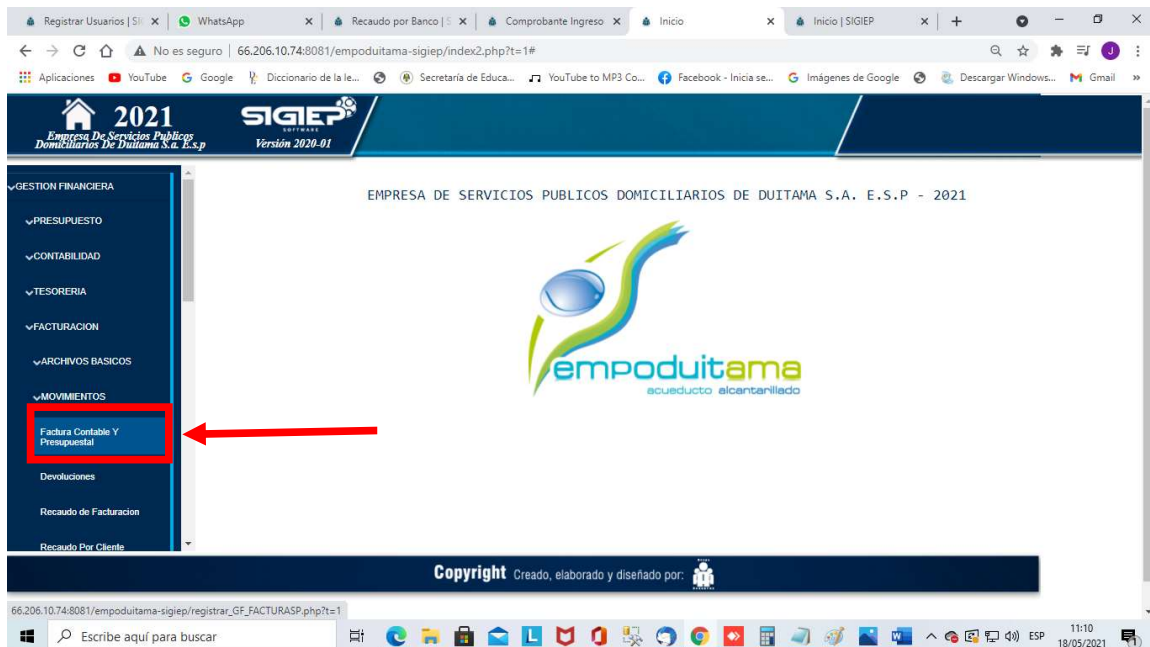 Registrar Usuarios | SI
WhatsApp
Recaudo por Banco | S
Comprobante Ingreso
Inicio
Inicio | SIGIEP
No es seguro
66.206.10.74:8081/empoduitama-sigiep/index2.php?t=1#
J
Aplicaciones
YouTube
Google
Diccionario de la le...
Secretaría de Educa...
YouTube to MP3 Co...
Facebook - Inicia se...
Imágenes de Google
Descargar Windows...
Gmail
»
2021
Empresa De Servicios Publicos
Domiciliarios De Duitama S.a. E.s.p
SIGIEP
SOFTWARE
Versión 2020-01
GESTION FINANCIERA
PRESUPUESTO
CONTABILIDAD
TESORERIA
FACTURACION
ARCHIVOS BASICOS
MOVIMIENTOS
Factura Contable Y
Presupuestal
Devoluciones
Recaudo de Facturacion
Recaudo Por Cliente
EMPRESA DE SERVICIOS PUBLICOS DOMICILIARIOS DE DUITAMA S.A. E.S.P - 2021
empoduitama
acueducto alcantarillado
Copyright Creado, elaborado y diseñado por:
66.206.10.74:8081/empoduitama-sigiep/registrar_GF_FACTURASP.php?t=1
Escribe aquí para buscar
ESP
11:10
18/05/2021